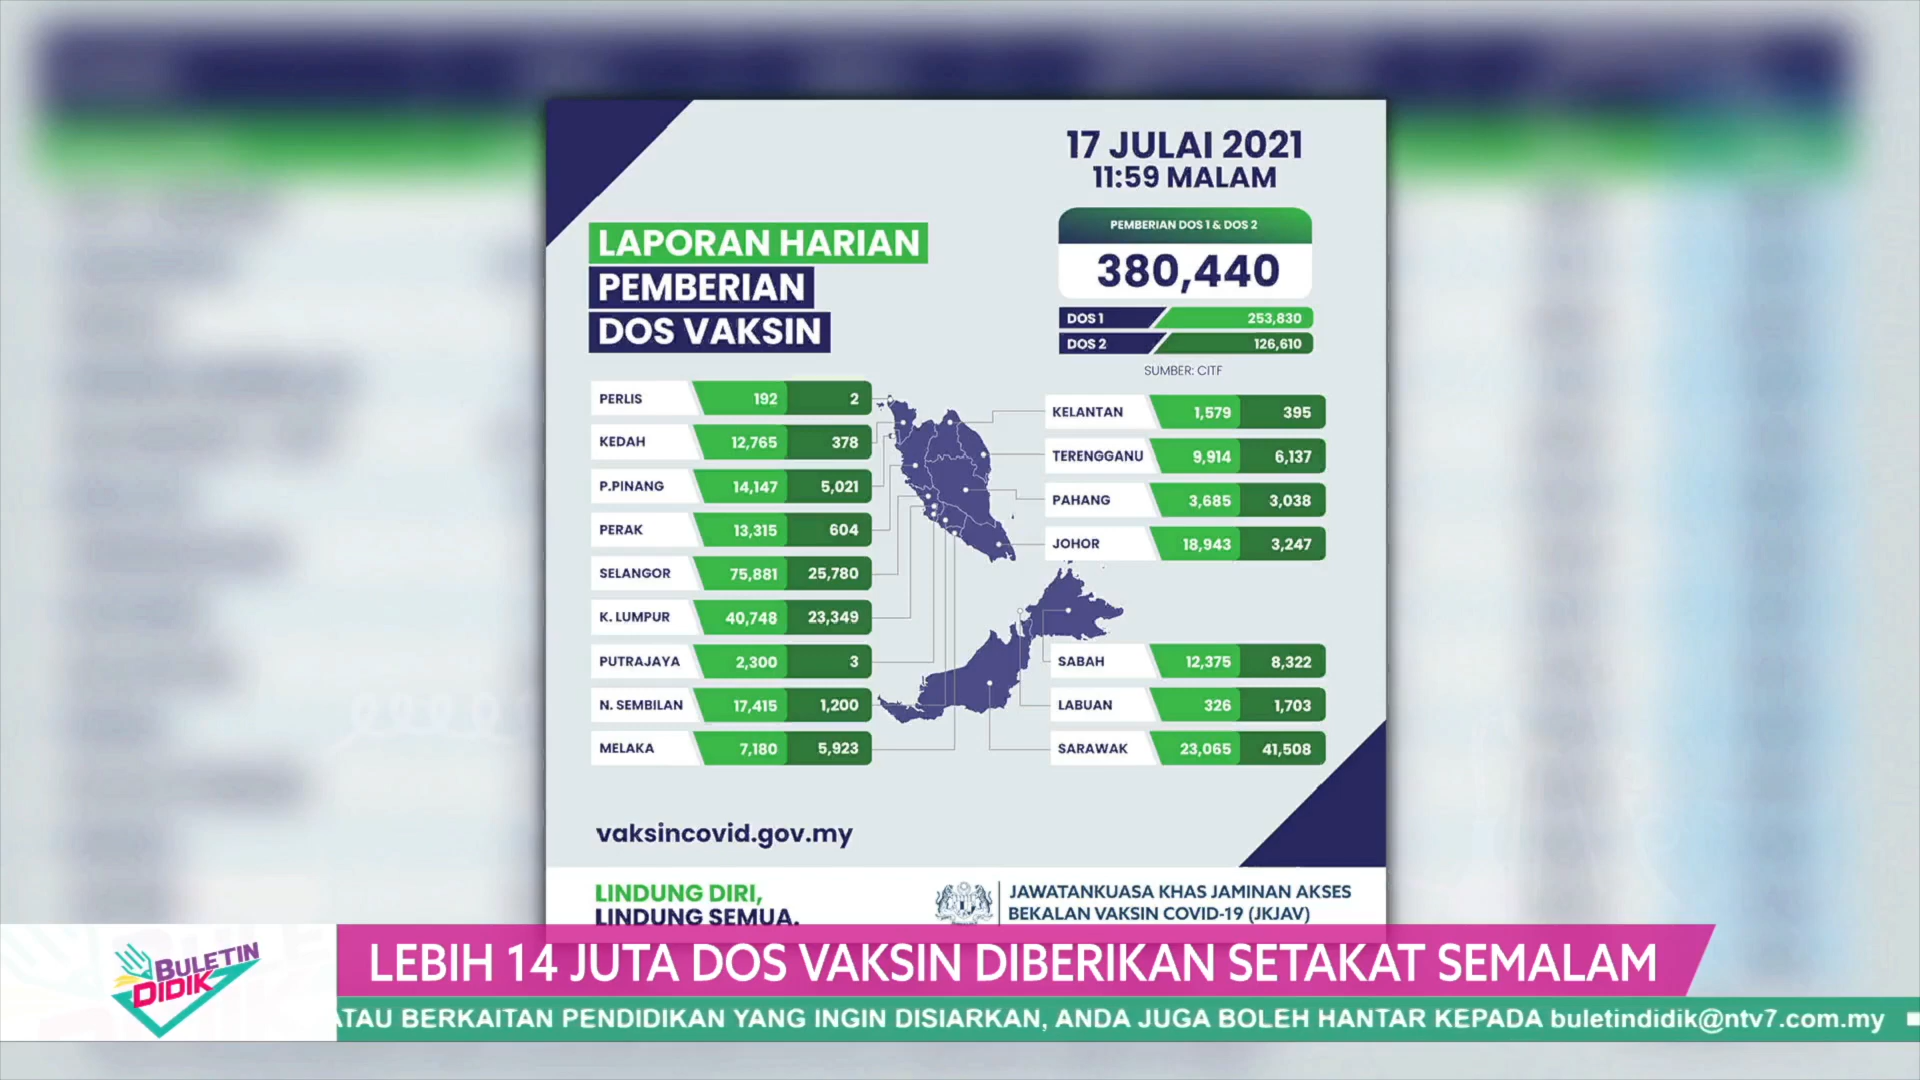 17 JULAI 2021
11:59 MALAM
LAPORAN HARIAN
PEMBERIAN
DOS VAKSIN
PEMBERIAN DOS 1 & DOS 2
380,440
DOS 1 253,830
DOS 2 126,610
SUMBER: CITF
PERLIS 192 2
KEDAH 12,765 378
P.PINANG 14,147 5,021
PERAK 13,315 604
SELANGOR 75,881 25,780
K. LUMPUR 40,748 23,349
PUTRAJAYA 2,300 3
N. SEMBILAN 17,415 1,200
MELAKA 7,180 5,923
KELANTAN 1,579 395
TERENGGANU 9,914 6,137
PAHANG 3,685 3,038
JOHOR 18,943 3,247
SABAH 12,375 8,322
LABUAN 326 1,703
SARAWAK 23,065 41,508
vaksincovid.gov.my
LINDUNG DIRI,
LINDUNG SEMUA.
JAWATANKUASA KHAS JAMINAN AKSES
BEKALAN VAKSIN COVID-19 (JKJAV)
BULETIN
DIDIK
LEBIH 14 JUTA DOS VAKSIN DIBERIKAN SETAKAT SEMALAM
ATAU BERKAITAN PENDIDIKAN YANG INGIN DISIARKAN, ANDA JUGA BOLEH HANTAR KEPADA buletindidik@ntv7.com.my